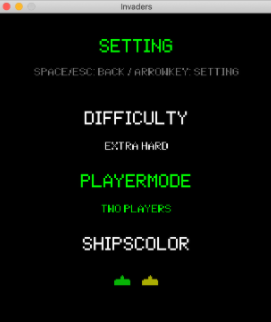 Invaders
SETTING
SPACE/ESC: BACK / ARROWKEY: SETTING
DIFFICULTY
EXTRA HARD
PLAYERMODE
TWO PLAYERS
SHIPSCOLOR